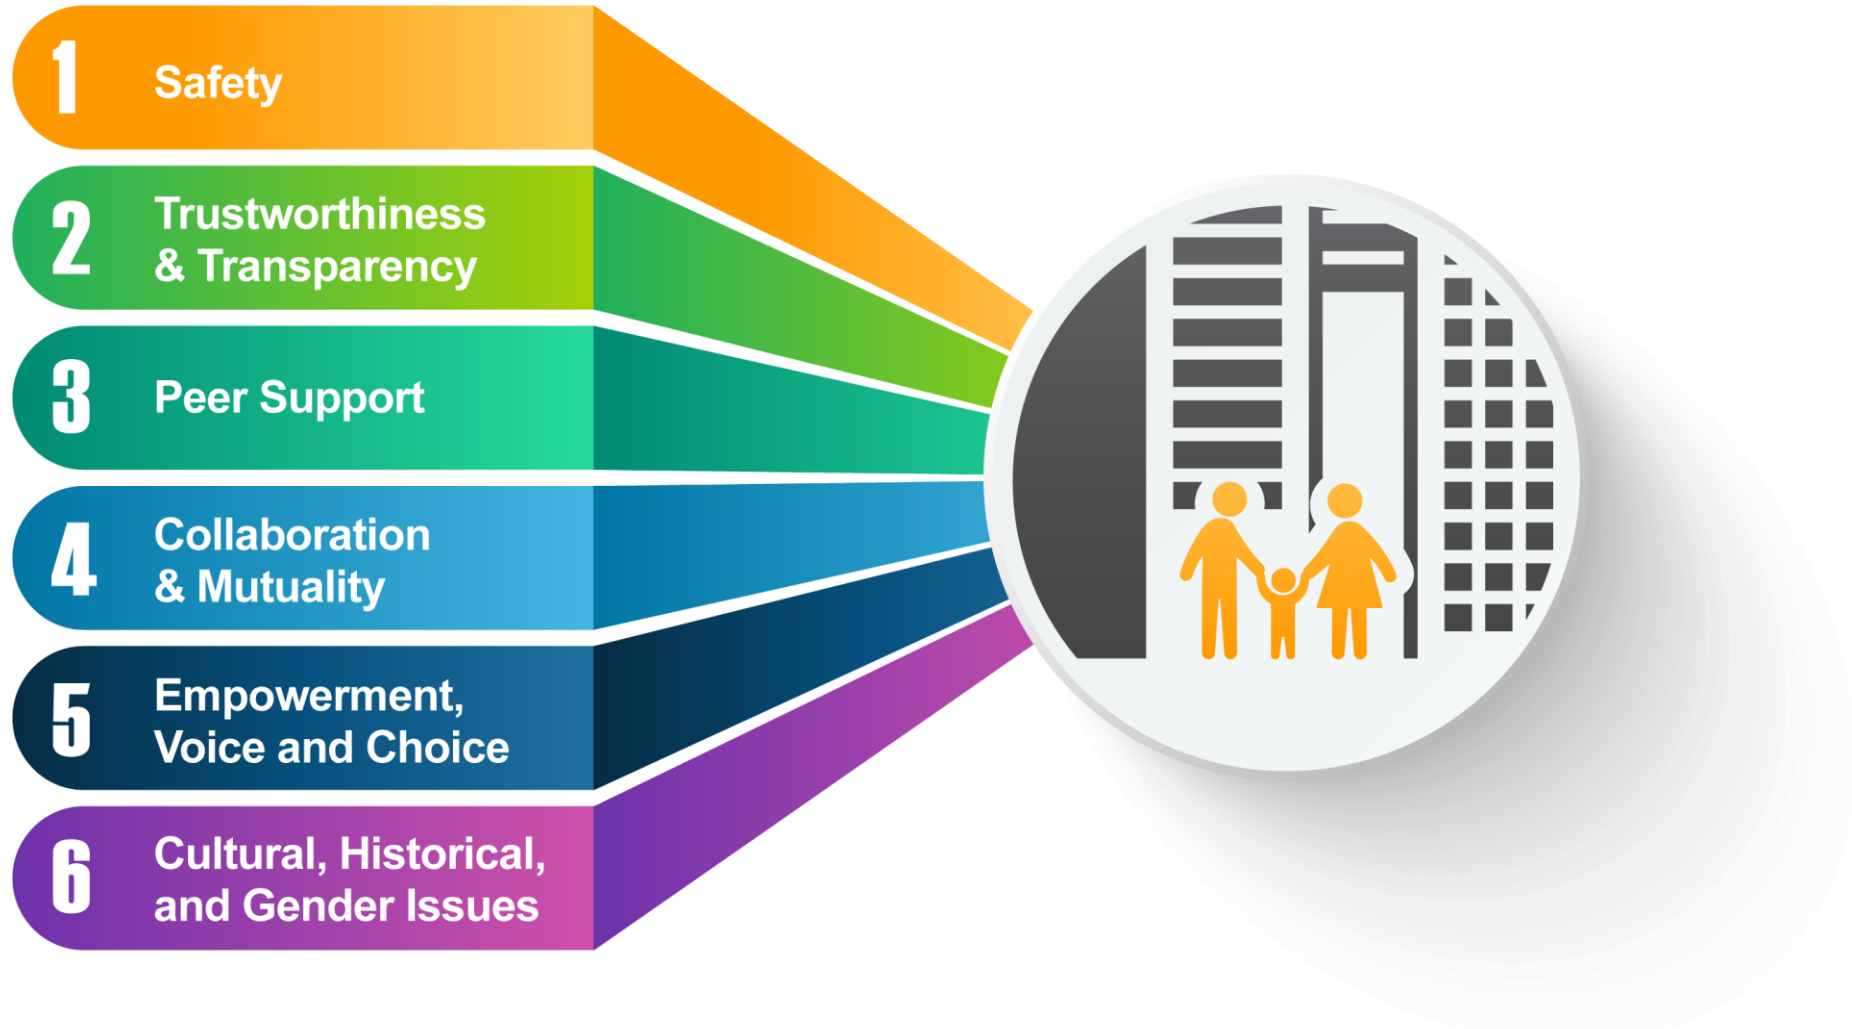 1
Safety
2
Trustworthiness
& Transparency
3
Peer Support
4
Collaboration
& Mutuality
5
Empowerment,
Voice and Choice
6
Cultural, Historical,
and Gender Issues